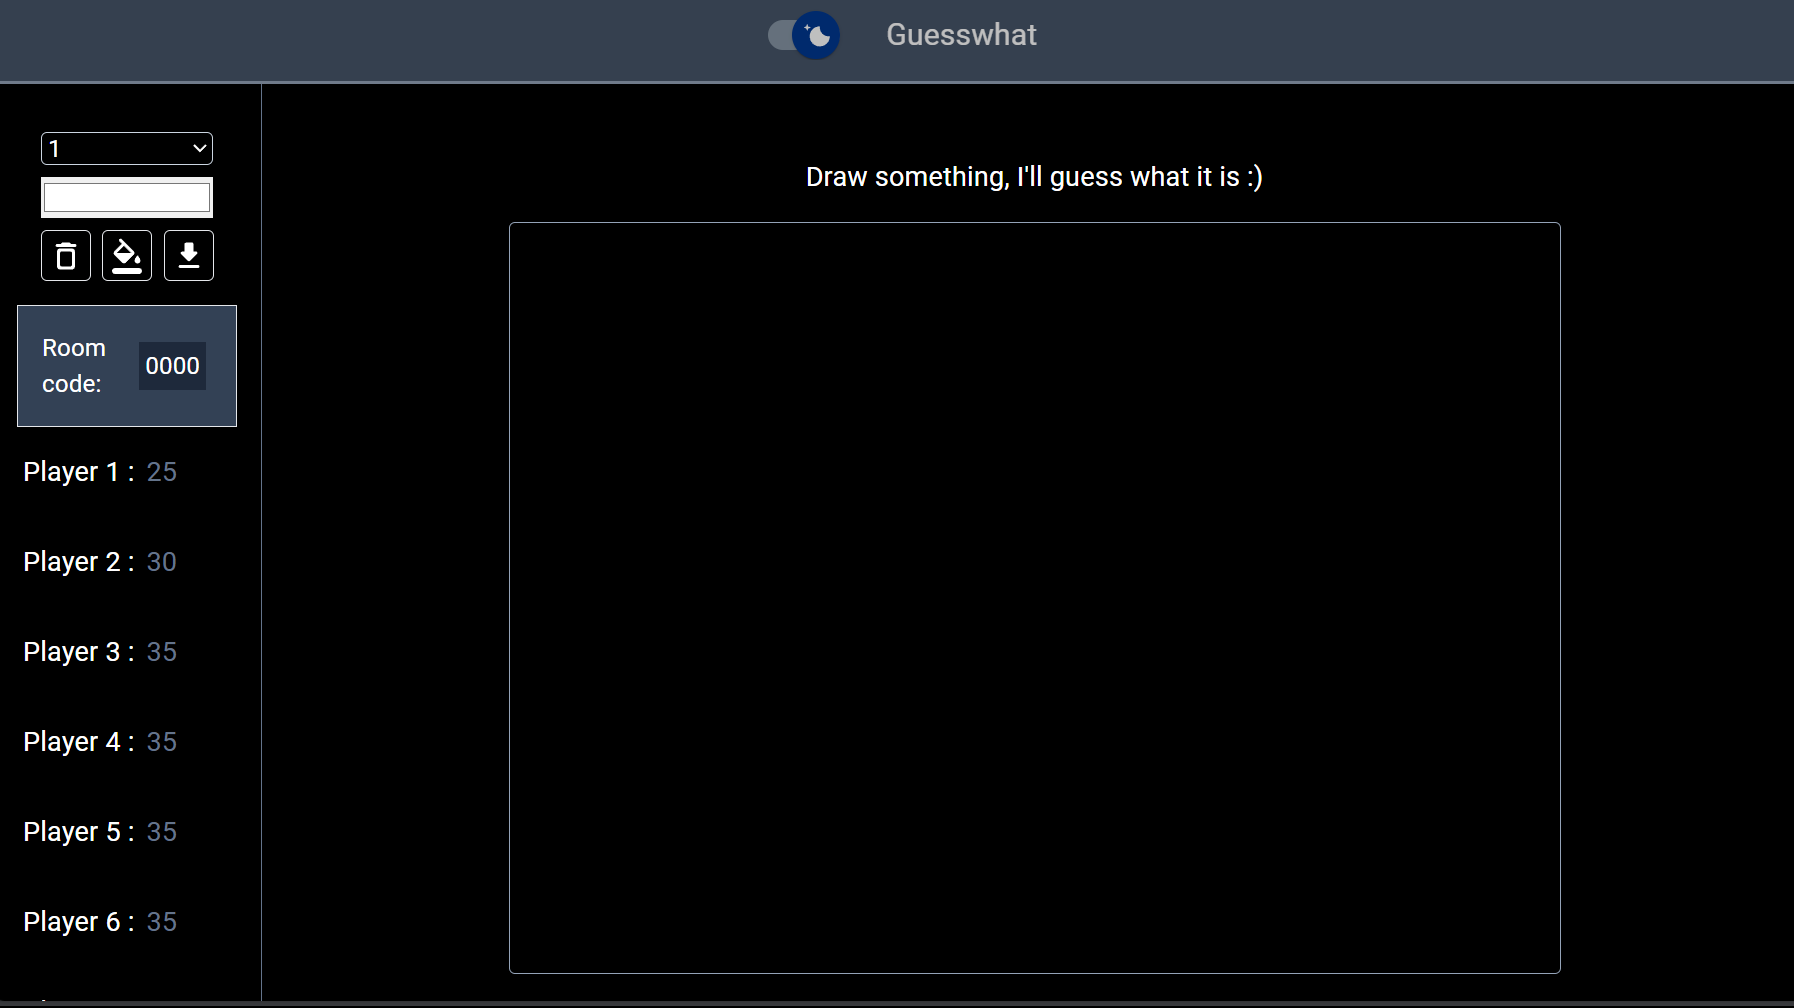 Guesswhat
1
Draw something, I'll guess what it is :)
Room
code:
0000
Player 1 : 25
Player 2 : 30
Player 3 : 35
Player 4 : 35
Player 5 : 35
Player 6 : 35